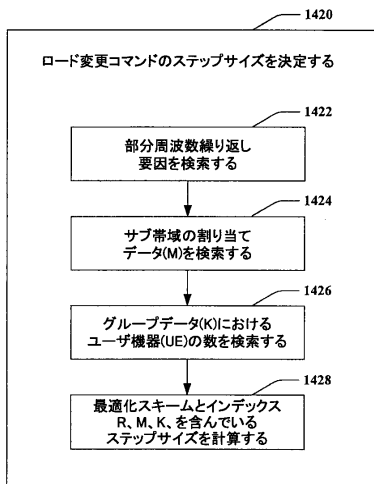 1420
ロード変更コマンドのステップサイズを決定する
1422
部分周波数繰り返し
要因を検索する
1424
サブ帯域の割り当て
データ(M)を検索する
1426
グループデータ(K)における
ユーザ機器(UE)の数を検索する
1428
最適化スキームとインデックス
R、M、K、を含んでいる
ステップサイズを計算する